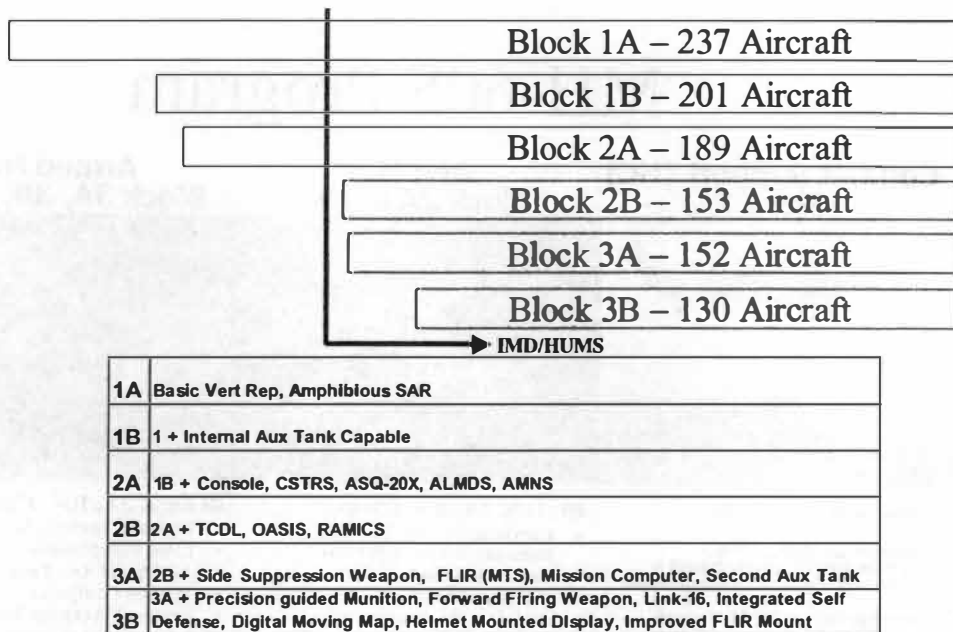 Block 1A – 237 Aircraft
Block 1B – 201 Aircraft
Block 2A – 189 Aircraft
Block 2B – 153 Aircraft
Block 3A – 152 Aircraft
Block 3B – 130 Aircraft
IMD/HUMS
1A Basic Vert Rep, Amphibious SAR
1B 1 + Internal Aux Tank Capable
2A 1B + Console, CSTRS, ASQ-20X, ALMDS, AMNS
2B 2A + TCDL, OASIS, RAMICS
3A 2B + Side Suppression Weapon, FLIR (MTS), Mission Computer, Second Aux Tank
3B 3A + Precision guided Munition, Forward Firing Weapon, Link-16, Integrated Self
Defense, Digital Moving Map, Helmet Mounted Display, Improved FLIR Mount